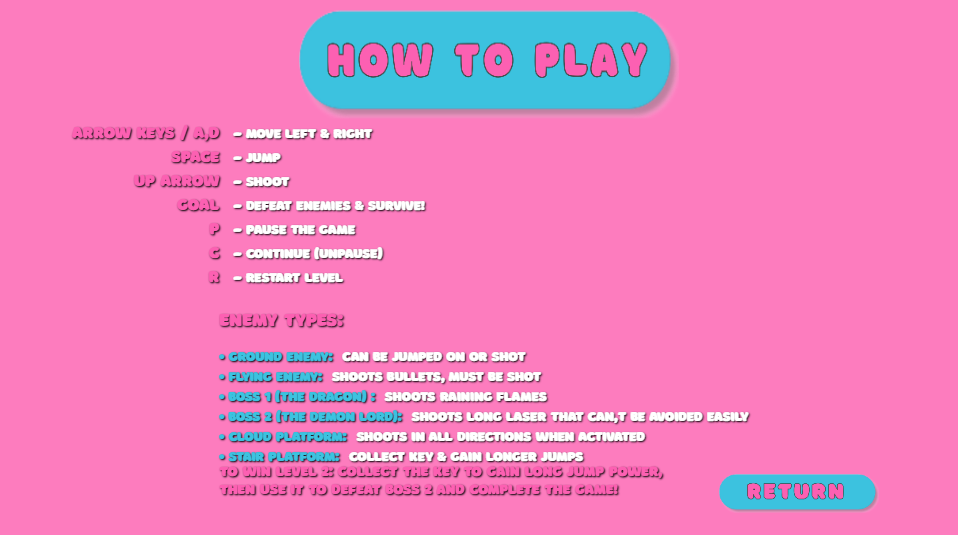 HOW TO PLAY
ARROW KEYS / A,D - MOVE LEFT & RIGHT
SPACE - JUMP
UP ARROW - SHOOT
GOAL - DEFEAT ENEMIES & SURVIVE!
P - PAUSE THE GAME
C - CONTINUE (UNPAUSE)
R - RESTART LEVEL
ENEMY TYPES:
• GROUND ENEMY: CAN BE JUMPED ON OR SHOT
• FLYING ENEMY: SHOOTS BULLETS, MUST BE SHOT
• BOSS 1 (THE DRAGON) : SHOOTS RAINING FLAMES
• BOSS 2 (THE DEMON LORD): SHOOTS LONG LASER THAT CAN,T BE AVOIDED EASILY
• CLOUD PLATFORM: SHOOTS IN ALL DIRECTIONS WHEN ACTIVATED
• STAIR PLATFORM: COLLECT KEY & GAIN LONGER JUMPS
TO WIN LEVEL 2: COLLECT THE KEY TO GAIN LONG JUMP POWER,
THEN USE IT TO DEFEAT BOSS 2 AND COMPLETE THE GAME!
RETURN